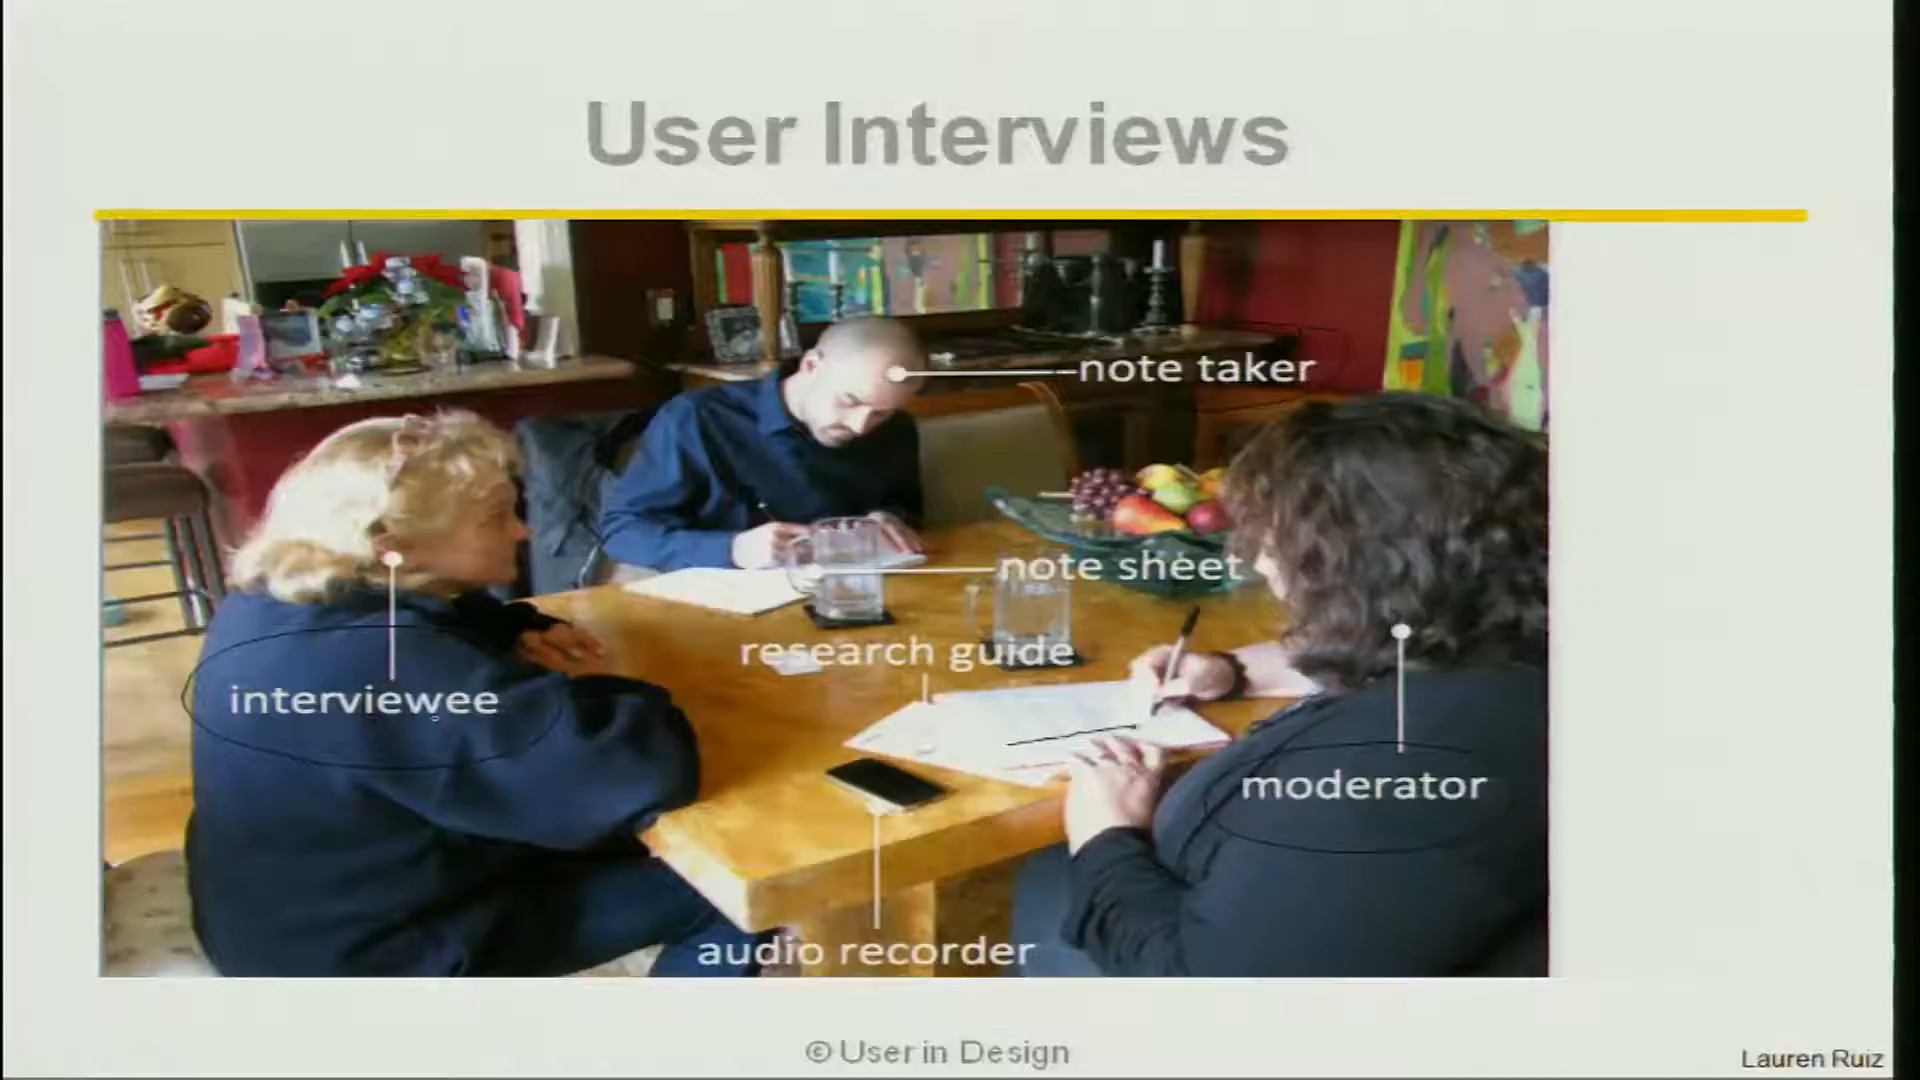 User Interviews
note taker
note sheet
research guide
interviewee
moderator
audio recorder
© User in Design
Lauren Ruiz